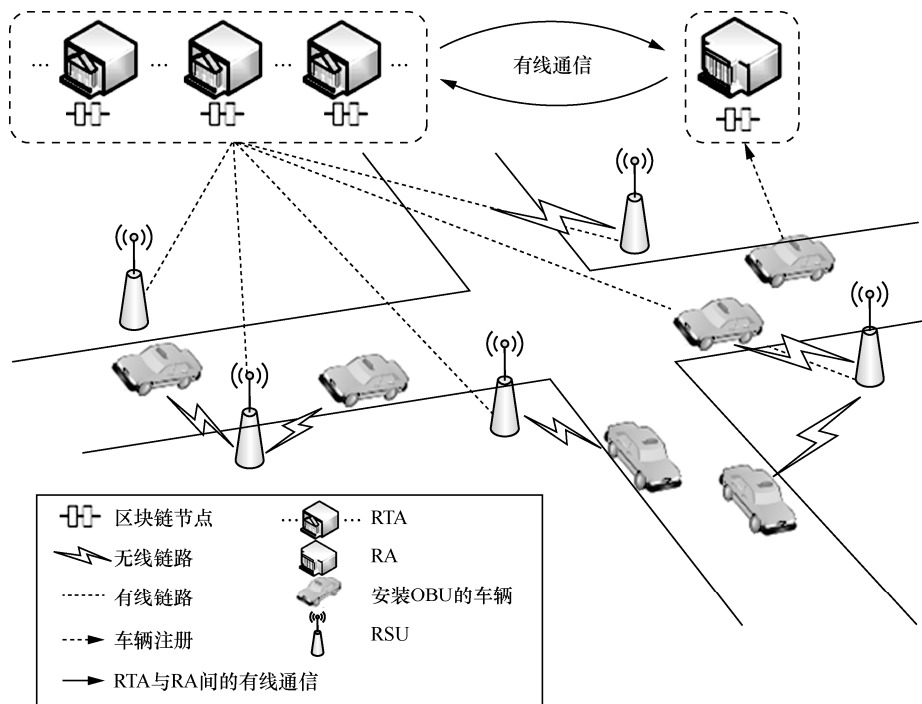 有线通信
区块链节点
RTA
无线链路
RA
有线链路
安装OBU的车辆
车辆注册
RSU
RTA与RA间的有线通信